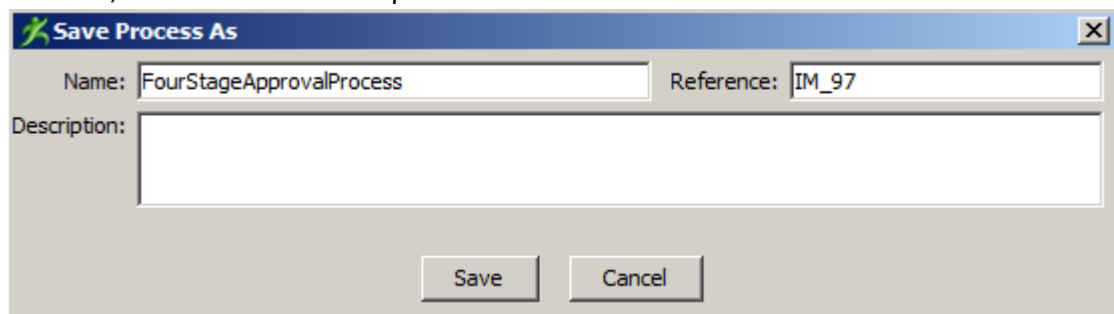 Save Process As
Name: FourStageApprovalProcess Reference: IM_97
Description:
Save Cancel